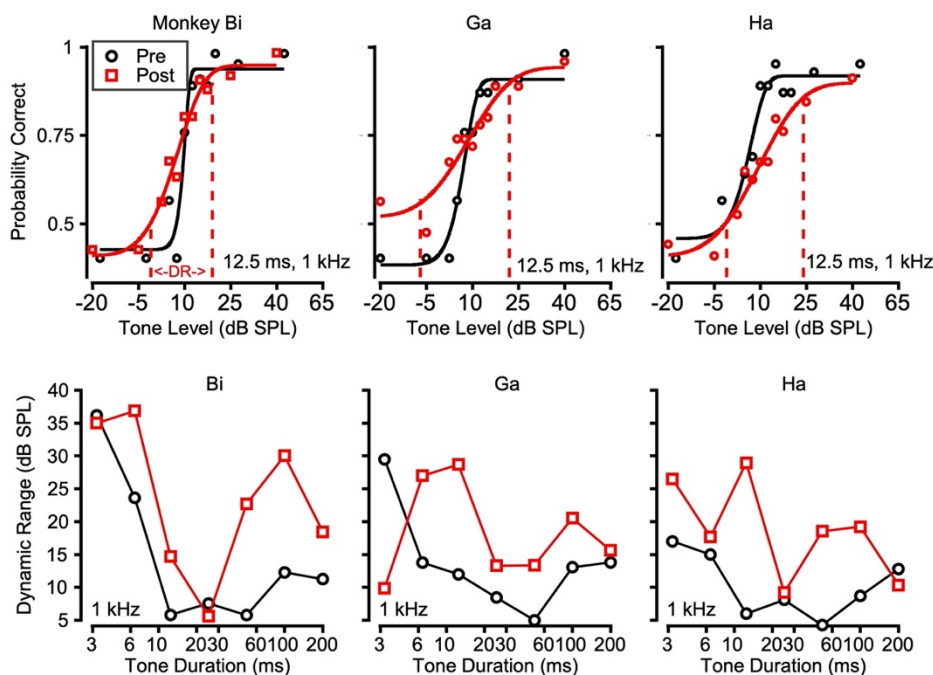 Monkey Bi
Ga
Ha
Pre
Post
Probability Correct
1
0.75
0.5
<-DR->
12.5 ms, 1 kHz
12.5 ms, 1 kHz
12.5 ms, 1 kHz
-20 -5 10 25 45 65
-20 -5 10 25 40 65
-20 -5 10 25 40 65
Tone Level (dB SPL)
Tone Level (dB SPL)
Tone Level (dB SPL)
Bi
Ga
Ha
Dynamic Range (dB SPL)
40
35
30
25
20
15
10
5
1 kHz
1 kHz
1 kHz
3 6 10 2030 60100 200
3 6 10 2030 60100 200
3 6 10 2030 60100 200
Tone Duration (ms)
Tone Duration (ms)
Tone Duration (ms)